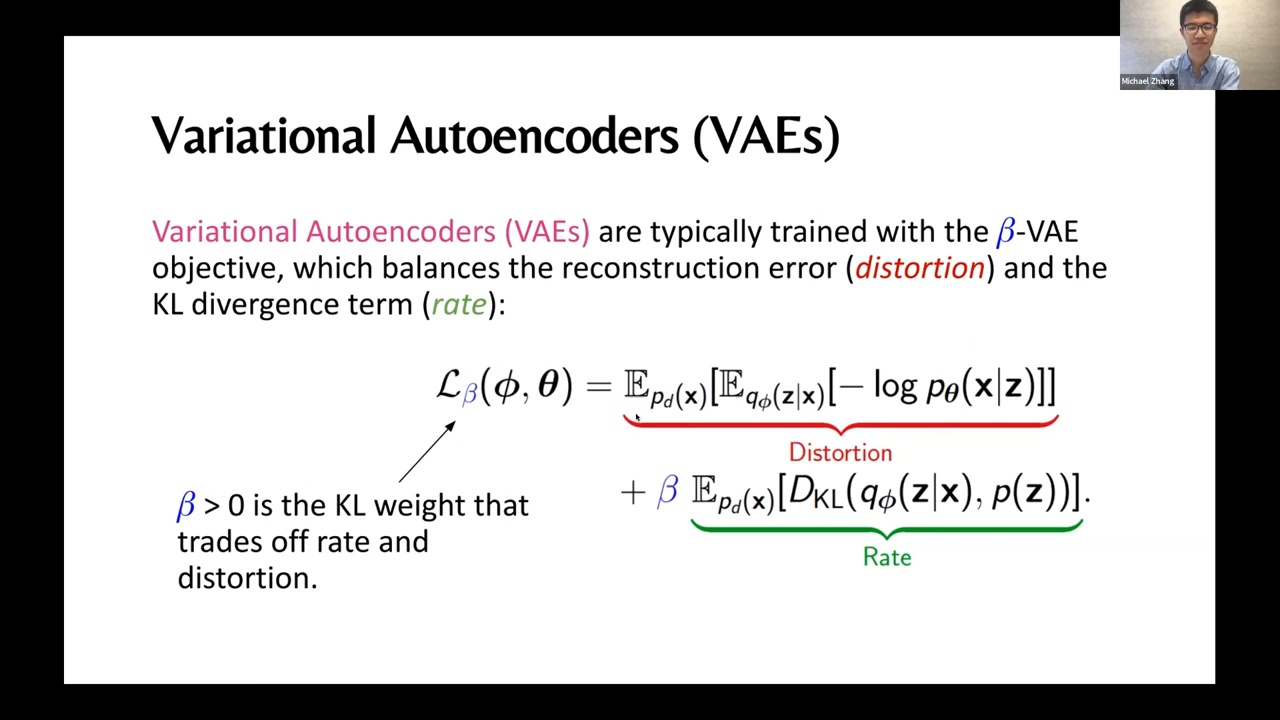 Michael Zhang
Variational Autoencoders (VAEs)
Variational Autoencoders (VAEs) are typically trained with the β-VAE
objective, which balances the reconstruction error (distortion) and the
KL divergence term (rate):
ℒ_β(ϕ, θ) = 𝔼_{p_d(x)}[𝔼_{q_ϕ(z|x)}[− log p_θ(x|z)]]
Distortion
+ β 𝔼_{p_d(x)}[D_KL(q_ϕ(z|x), p(z))].
Rate
β > 0 is the KL weight that
trades off rate and
distortion.